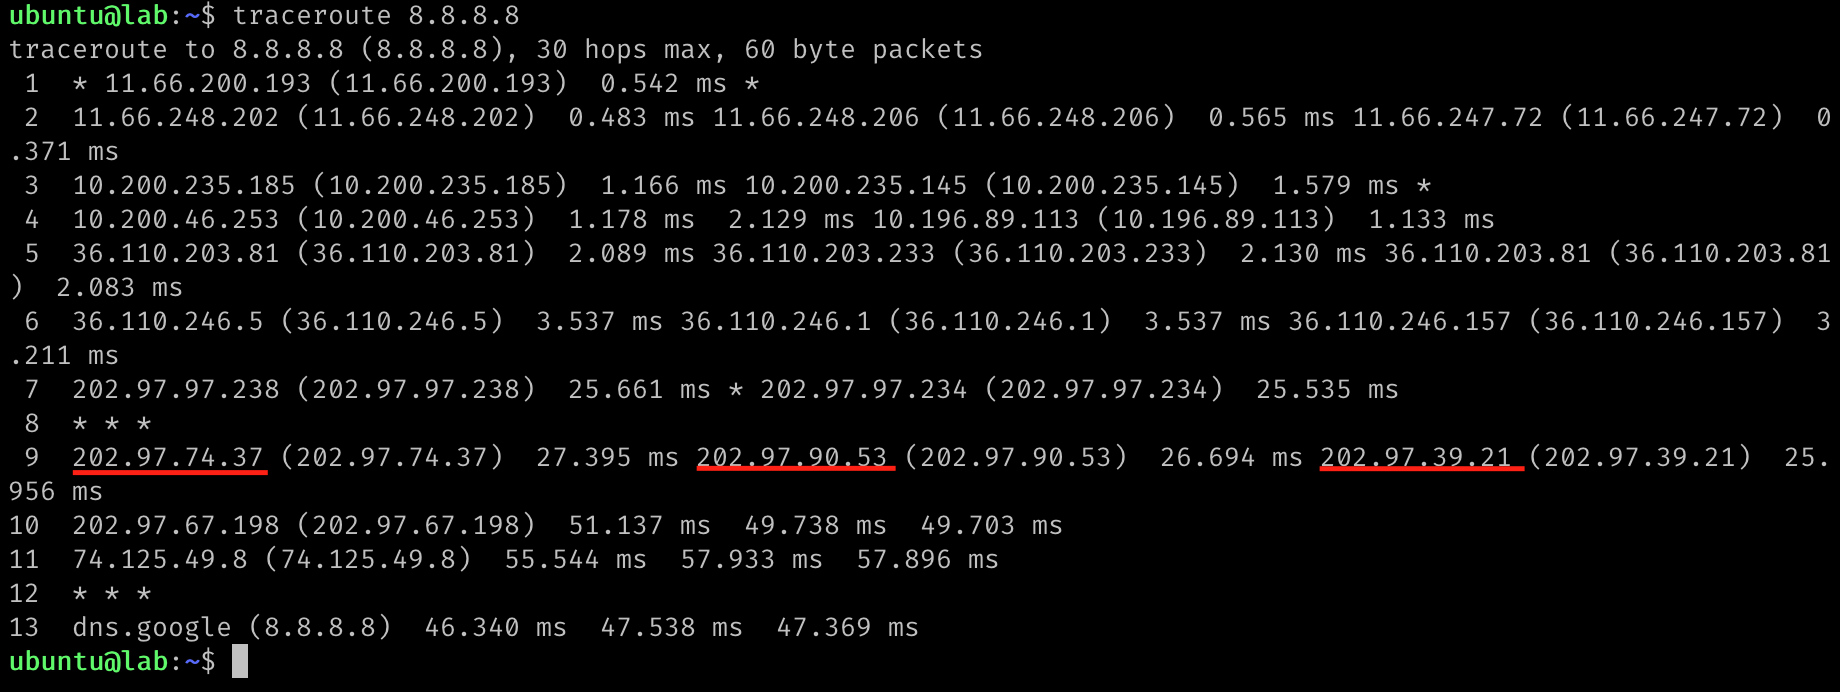 ubuntu@lab:~$ traceroute 8.8.8.8
traceroute to 8.8.8.8 (8.8.8.8), 30 hops max, 60 byte packets
 1  * 11.66.200.193 (11.66.200.193)  0.542 ms *
 2  11.66.248.202 (11.66.248.202)  0.483 ms 11.66.248.206 (11.66.248.206)  0.565 ms 11.66.247.72 (11.66.247.72)  0
.371 ms
 3  10.200.235.185 (10.200.235.185)  1.166 ms 10.200.235.145 (10.200.235.145)  1.579 ms *
 4  10.200.46.253 (10.200.46.253)  1.178 ms  2.129 ms 10.196.89.113 (10.196.89.113)  1.133 ms
 5  36.110.203.81 (36.110.203.81)  2.089 ms 36.110.203.233 (36.110.203.233)  2.130 ms 36.110.203.81 (36.110.203.81
)  2.083 ms
 6  36.110.246.5 (36.110.246.5)  3.537 ms 36.110.246.1 (36.110.246.1)  3.537 ms 36.110.246.157 (36.110.246.157)  3
.211 ms
 7  202.97.97.238 (202.97.97.238)  25.661 ms * 202.97.97.234 (202.97.97.234)  25.535 ms
 8  * * *
 9  202.97.74.37 (202.97.74.37)  27.395 ms 202.97.90.53 (202.97.90.53)  26.694 ms 202.97.39.21 (202.97.39.21)  25.
956 ms
10  202.97.67.198 (202.97.67.198)  51.137 ms  49.738 ms  49.703 ms
11  74.125.49.8 (74.125.49.8)  55.544 ms  57.933 ms  57.896 ms
12  * * *
13  dns.google (8.8.8.8)  46.340 ms  47.538 ms  47.369 ms
ubuntu@lab:~$